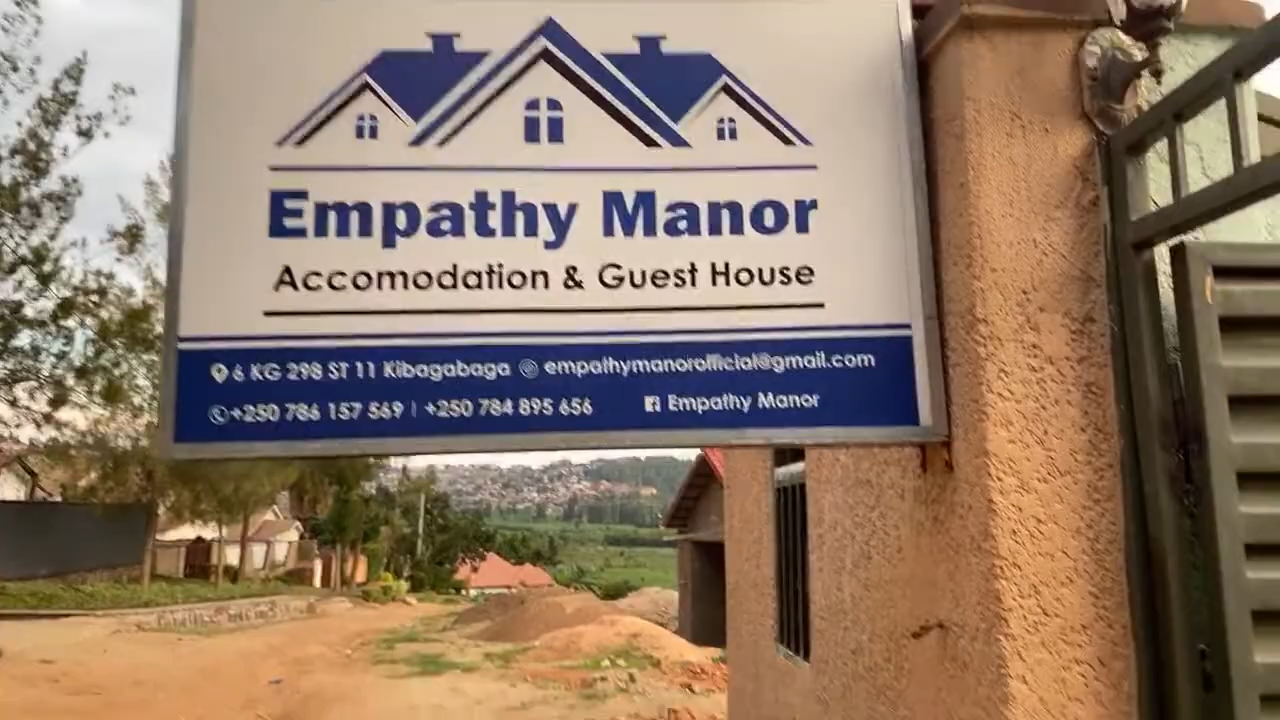 Empathy Manor
Accomodation & Guest House
6 KG 298 ST 11 Kibagabaga empathymanorofficial@gmail.com
+250 786 157 569 | +250 784 895 656 Empathy Manor